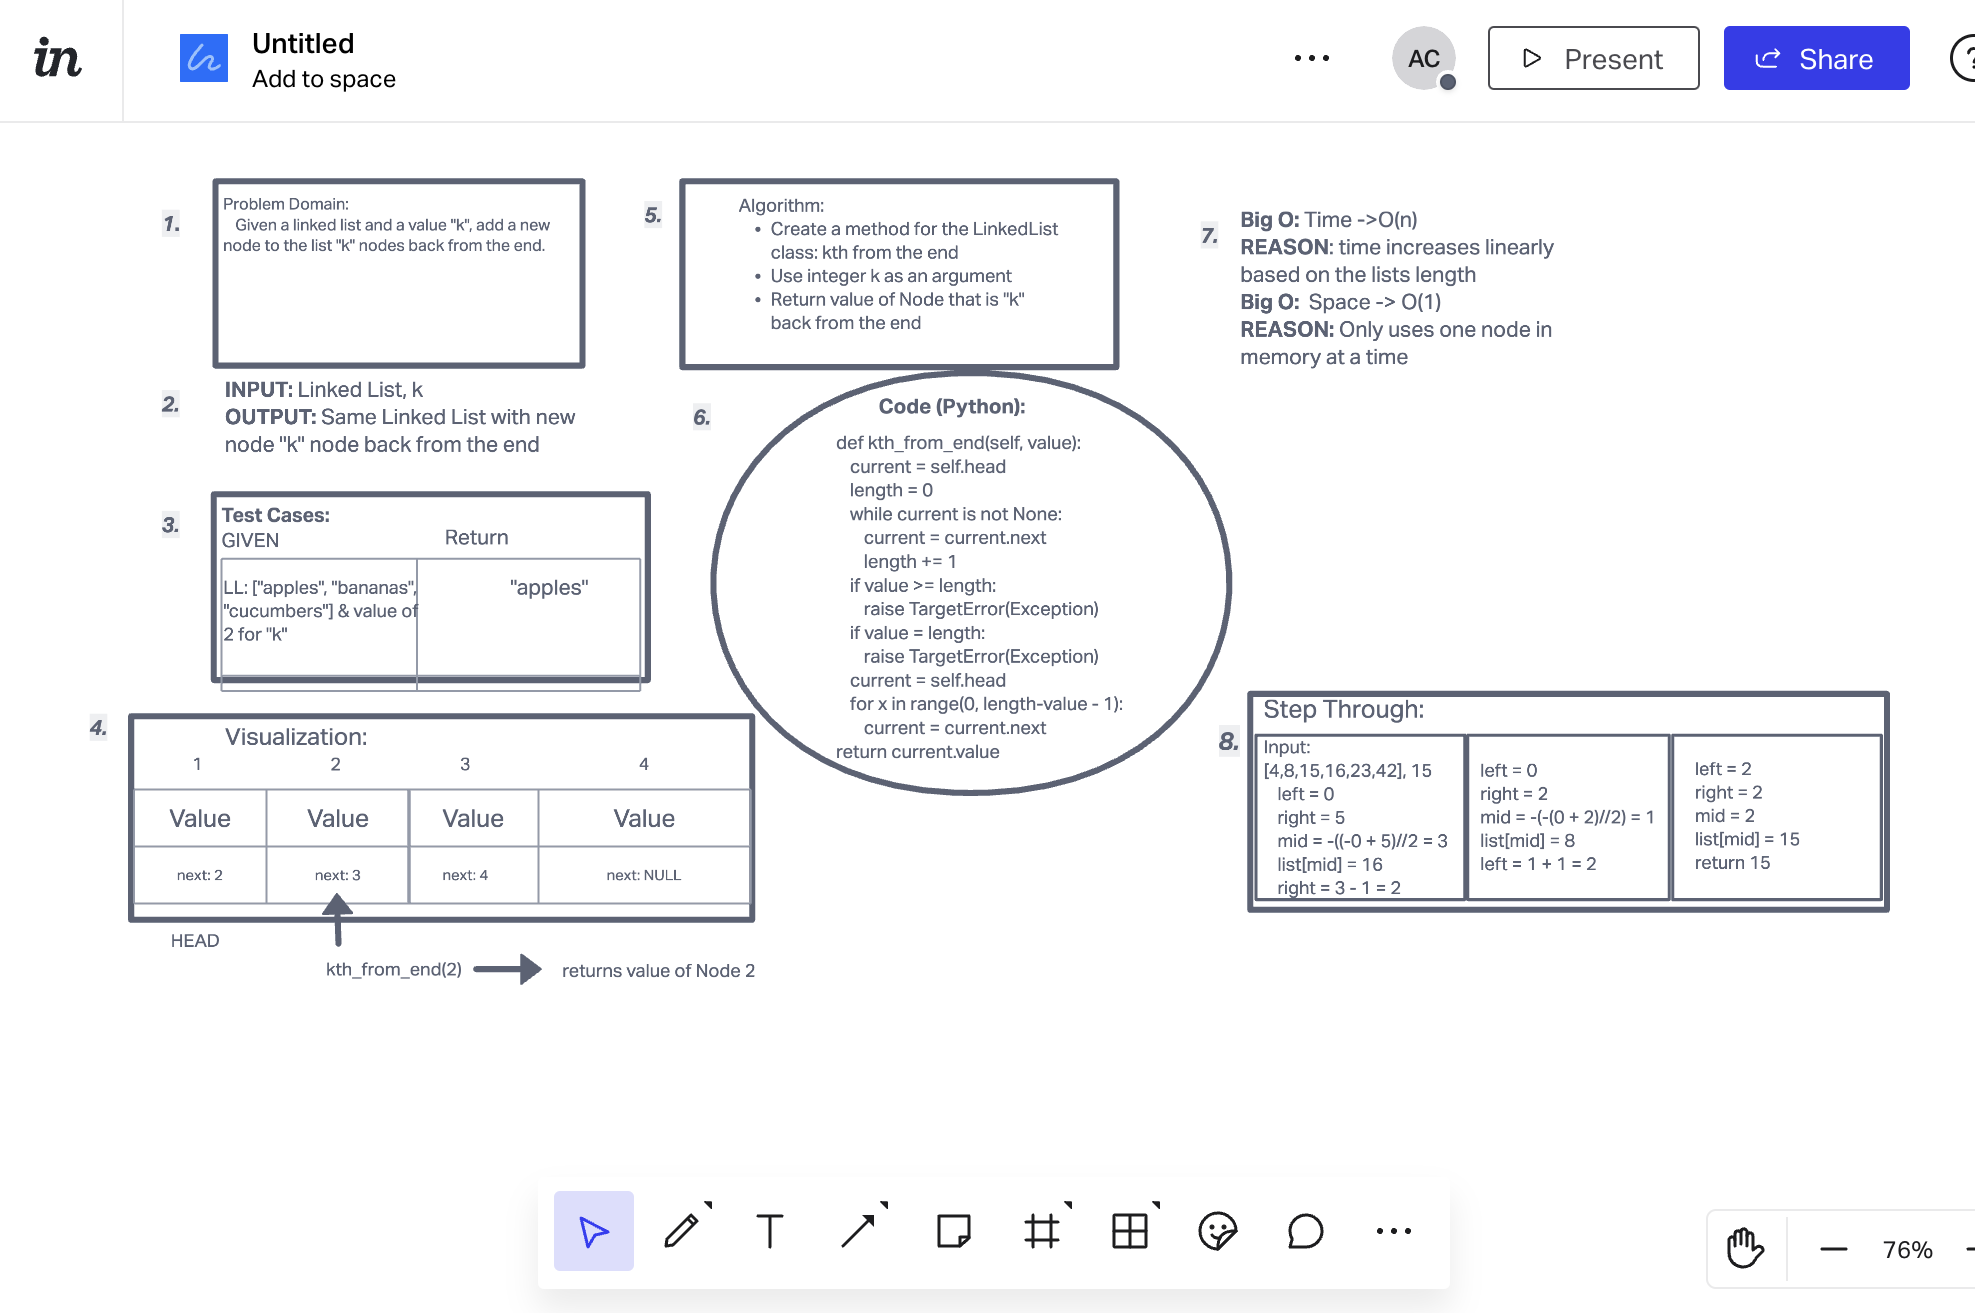 in
Untitled
Add to space
AC
Present
Share
?
1.
Problem Domain:
Given a linked list and a value "k", add a new
node to the list "k" nodes back from the end.
2.
INPUT: Linked List, k
OUTPUT: Same Linked List with new
node "k" node back from the end
3.
Test Cases:
GIVEN
Return
LL: ["apples", "bananas",
"cucumbers"] & value of
2 for "k"
"apples"
4.
Visualization:
1 2 3 4
Value Value Value Value
next: 2 next: 3 next: 4 next: NULL
HEAD
kth_from_end(2)
returns value of Node 2
5.
Algorithm:
• Create a method for the LinkedList
class: kth from the end
• Use integer k as an argument
• Return value of Node that is "k"
back from the end
6.
Code (Python):
def kth_from_end(self, value):
current = self.head
length = 0
while current is not None:
current = current.next
length += 1
if value >= length:
raise TargetError(Exception)
if value = length:
raise TargetError(Exception)
current = self.head
for x in range(0, length-value - 1):
current = current.next
return current.value
7.
Big O: Time ->O(n)
REASON: time increases linearly
based on the lists length
Big O: Space -> O(1)
REASON: Only uses one node in
memory at a time
8.
Step Through:
Input:
[4,8,15,16,23,42], 15
left = 0
right = 5
mid = -((-0 + 5)//2 = 3
list[mid] = 16
right = 3 - 1 = 2
left = 0
right = 2
mid = -(-(0 + 2)//2) = 1
list[mid] = 8
left = 1 + 1 = 2
left = 2
right = 2
mid = 2
list[mid] = 15
return 15
76%